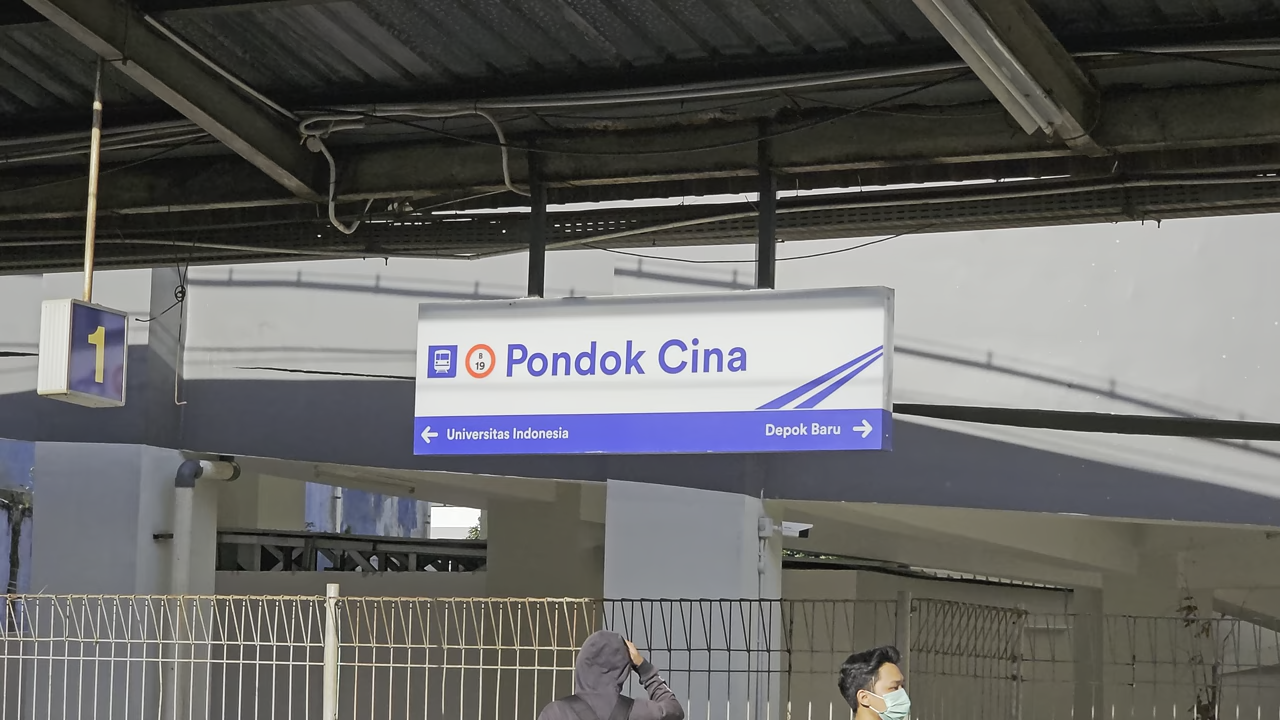 1
B
19
Pondok Cina
← Universitas Indonesia
Depok Baru →